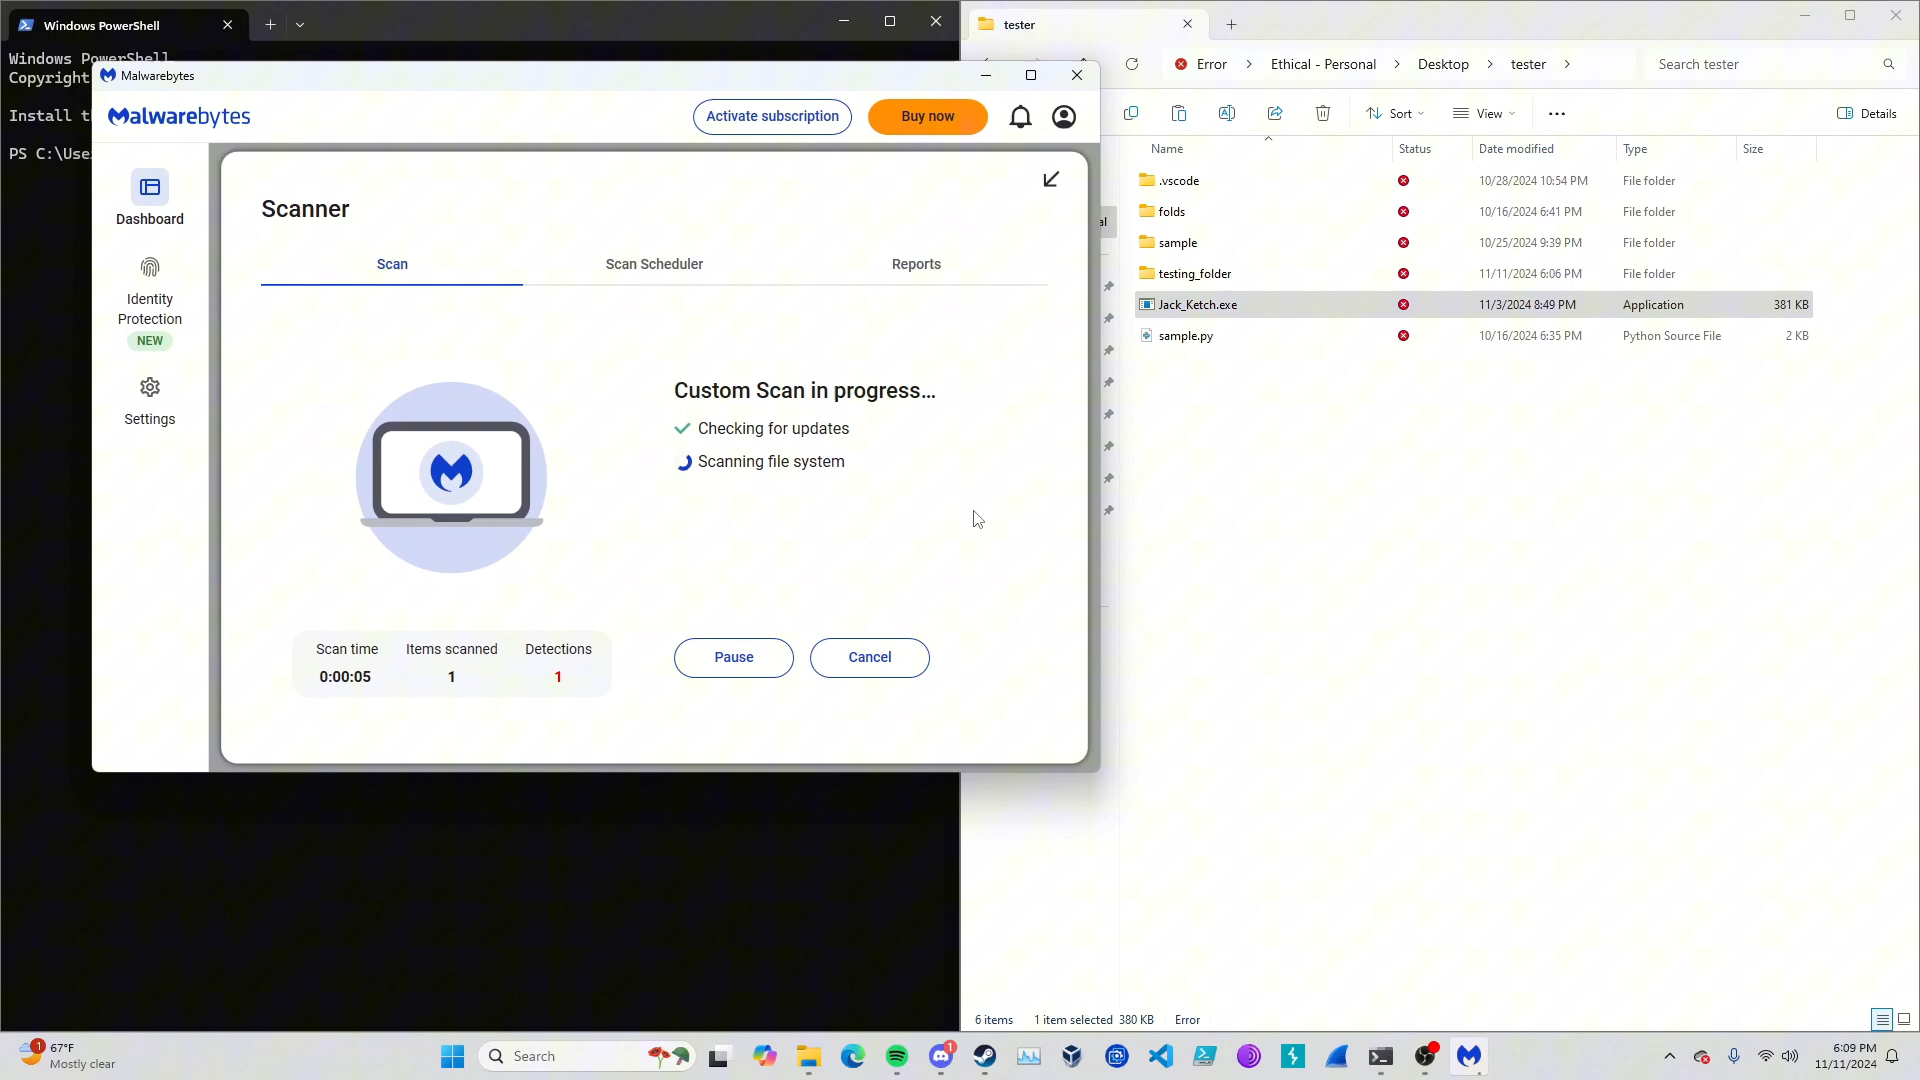 Windows PowerShell
Windows PowerShell
Copyright
Install th
PS C:\Use
Malwarebytes
Malwarebytes
Activate subscription
Buy now
Dashboard
Identity
Protection
NEW
Settings
Scanner
Scan
Scan Scheduler
Reports
Custom Scan in progress...
Checking for updates
Scanning file system
Scan time
Items scanned
Detections
0:00:05
1
1
Pause
Cancel
tester
Error > Ethical - Personal > Desktop > tester >
Search tester
Sort
View
Details
Name Status Date modified Type Size
.vscode 10/28/2024 10:54 PM File folder
folds 10/16/2024 6:41 PM File folder
al
sample 10/25/2024 9:39 PM File folder
testing_folder 11/11/2024 6:06 PM File folder
Jack_Ketch.exe 11/3/2024 8:49 PM Application 381 KB
sample.py 10/16/2024 6:35 PM Python Source File 2 KB
6 items 1 item selected 380 KB Error
1
67°F
Mostly clear
Search
1
6:09 PM
11/11/2024